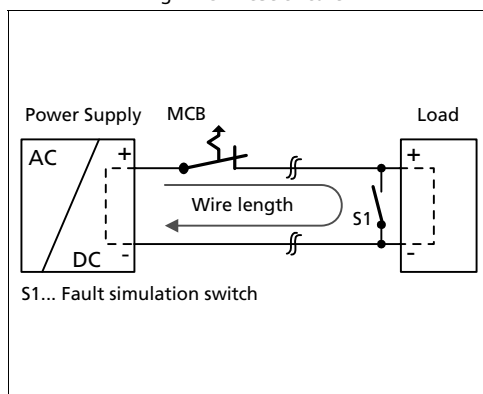 Power Supply
MCB
Load
AC
+
+
Wire length
S1
DC
-
-
S1... Fault simulation switch